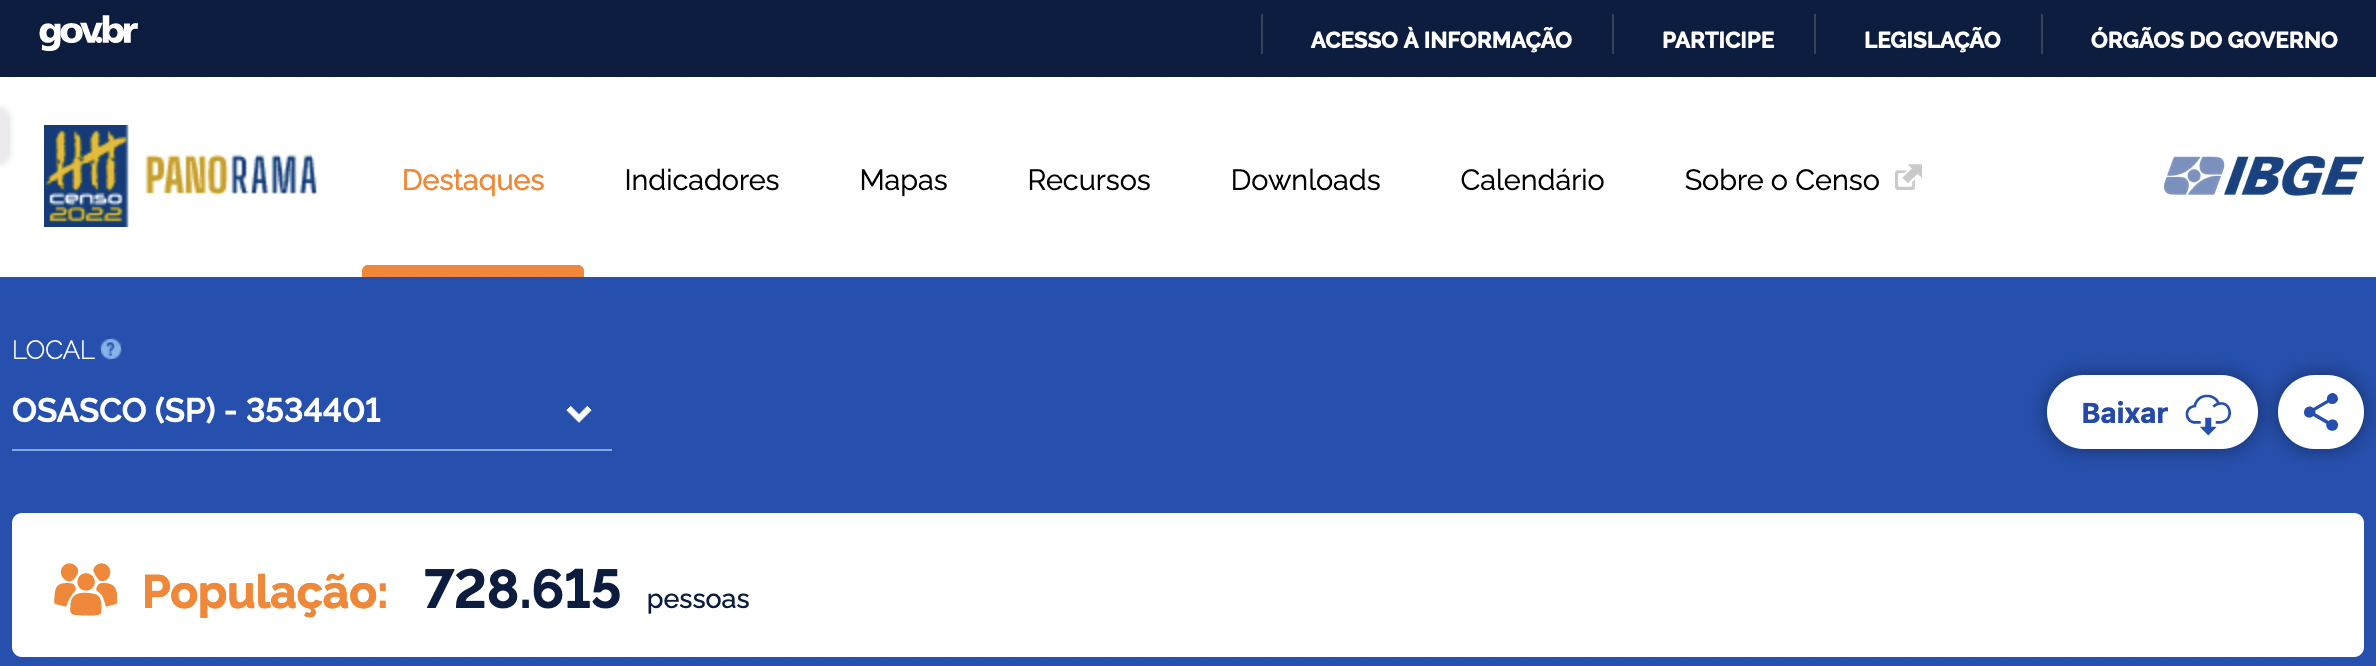 gov.br
ACESSO À INFORMAÇÃO PARTICIPE LEGISLAÇÃO ÓRGÃOS DO GOVERNO
censo
2022
PANORAMA
Destaques Indicadores Mapas Recursos Downloads Calendário Sobre o Censo
IBGE
LOCAL ?
OSASCO (SP) - 3534401
Baixar
População: 728.615 pessoas